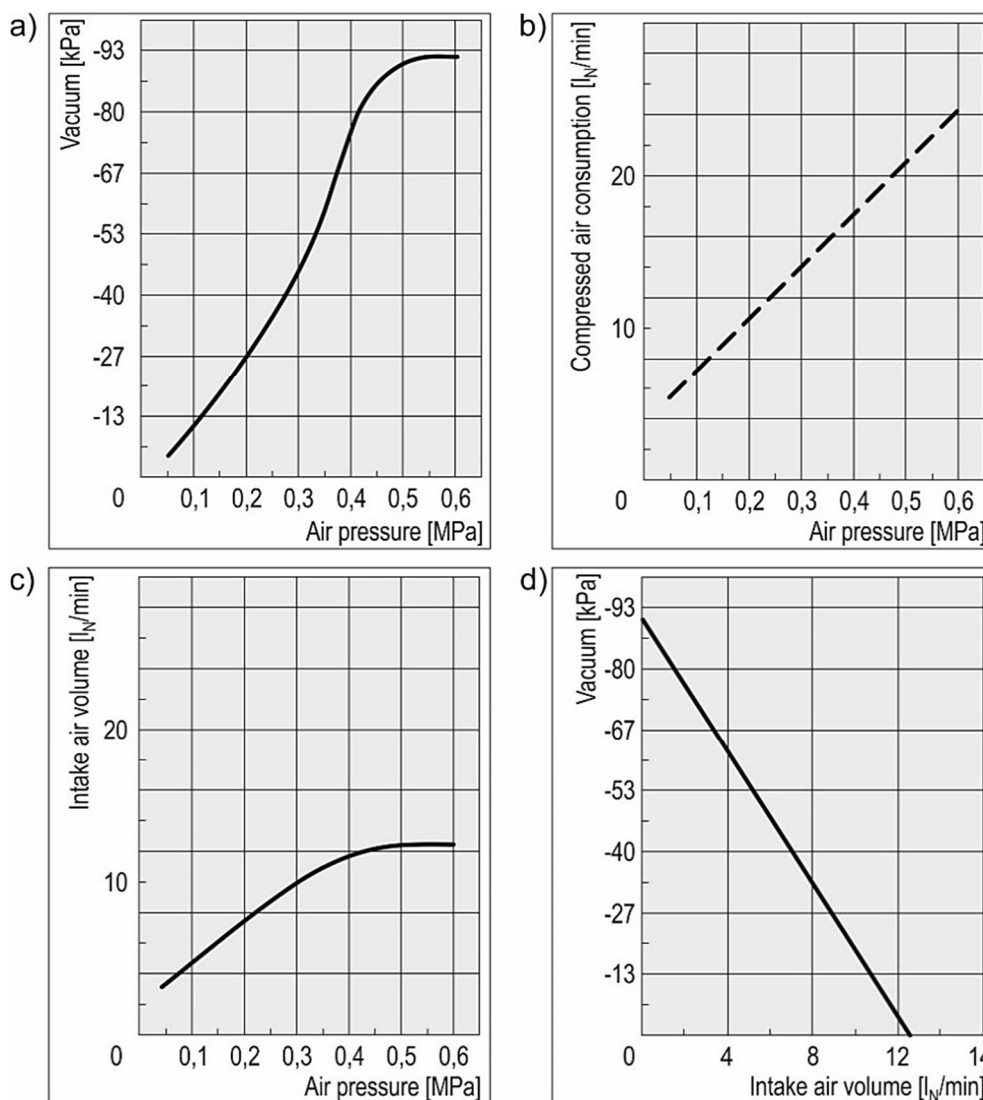 a)
Vacuum [kPa]
-93
-80
-67
-53
-40
-27
-13
0
0,1 0,2 0,3 0,4 0,5 0,6
Air pressure [MPa]
b)
Compressed air consumption [lN/min]
20
10
0
0,1 0,2 0,3 0,4 0,5 0,6
Air pressure [MPa]
c)
Intake air volume [lN/min]
20
10
0
0,1 0,2 0,3 0,4 0,5 0,6
Air pressure [MPa]
d)
Vacuum [kPa]
-93
-80
-67
-53
-40
-27
-13
0 4 8 12 14
Intake air volume [lN/min]